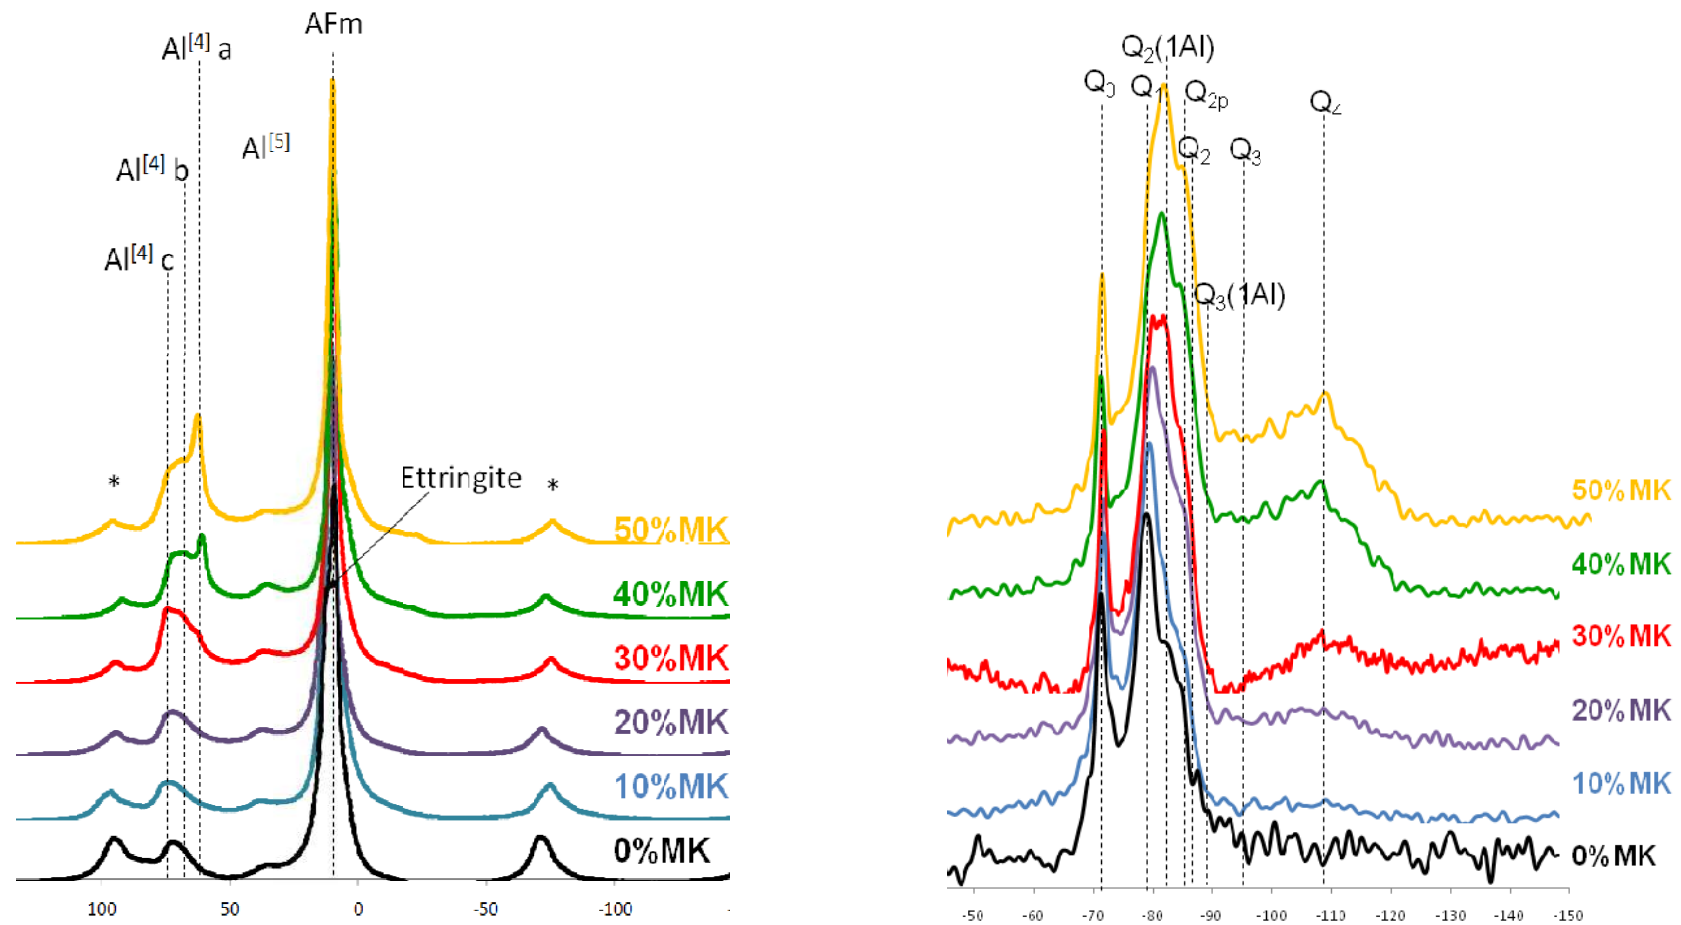 AFm
Al[4] a
Al[5]
Al[4] b
Al[4] c
*
Ettringite
*
50%MK
40%MK
30%MK
20%MK
10%MK
0%MK
100 50 0 -50 -100 -
Q2(1Al)
Q0 Q1 Q2p
Q4
Q2 Q3
Q3(1Al)
50%MK
40%MK
30%MK
20%MK
10%MK
0%MK
-50 -60 -70 -80 -90 -100 -110 -120 -130 -140 -150